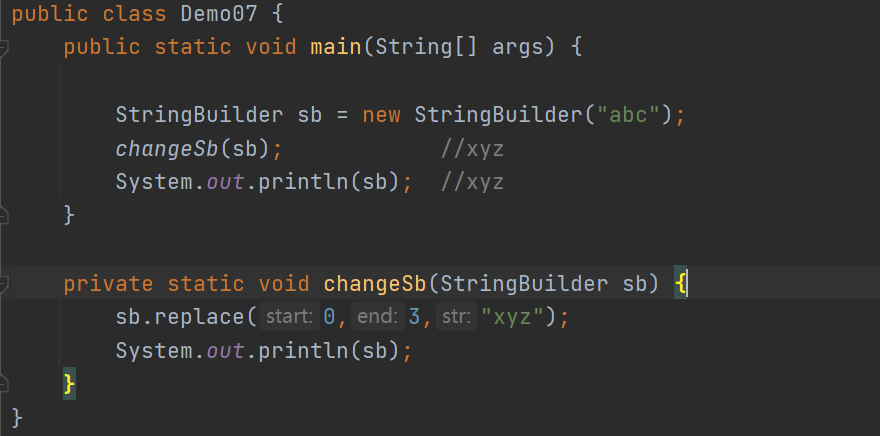 public class Demo07 {
public static void main(String[] args) {
StringBuilder sb = new StringBuilder("abc");
changeSb(sb); //xyz
System.out.println(sb); //xyz
}
private static void changeSb(StringBuilder sb) {
sb.replace( start: 0, end: 3, str: "xyz");
System.out.println(sb);
}
}